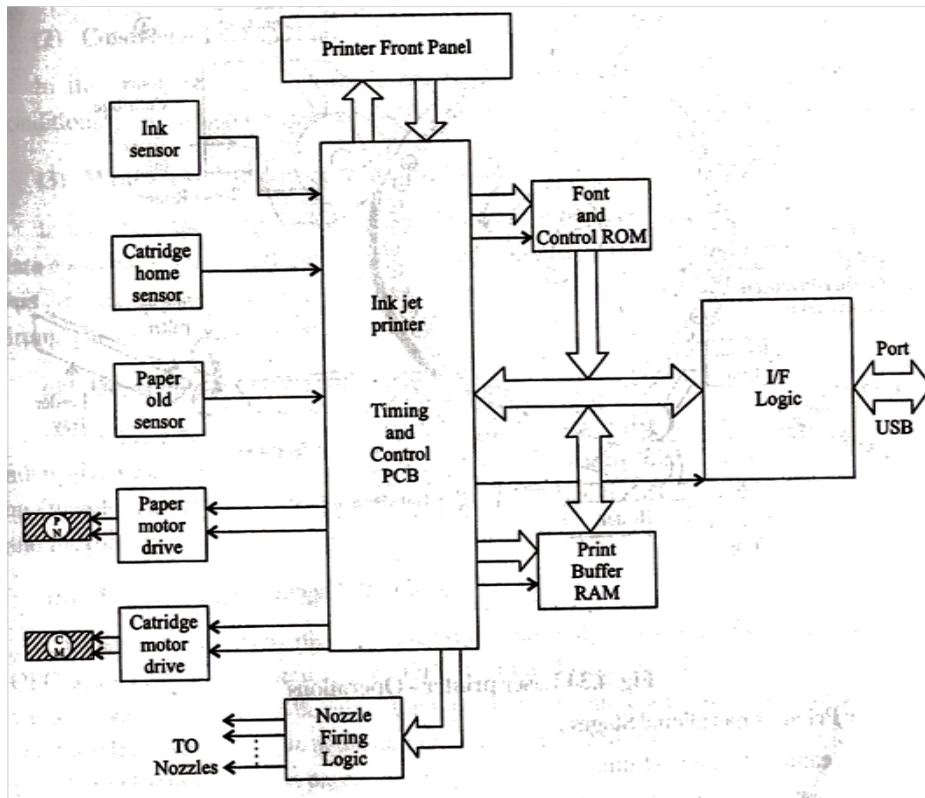 Printer Front Panel
Ink
sensor
Font
and
Control ROM
Catridge
home
sensor
Ink jet
printer
Timing
and
Control
PCB
Paper
old
sensor
I/F
Logic
Port
USB
Paper
motor
drive
P
N
Print
Buffer
RAM
Catridge
motor
drive
C
M
Nozzle
Firing
Logic
TO
Nozzles